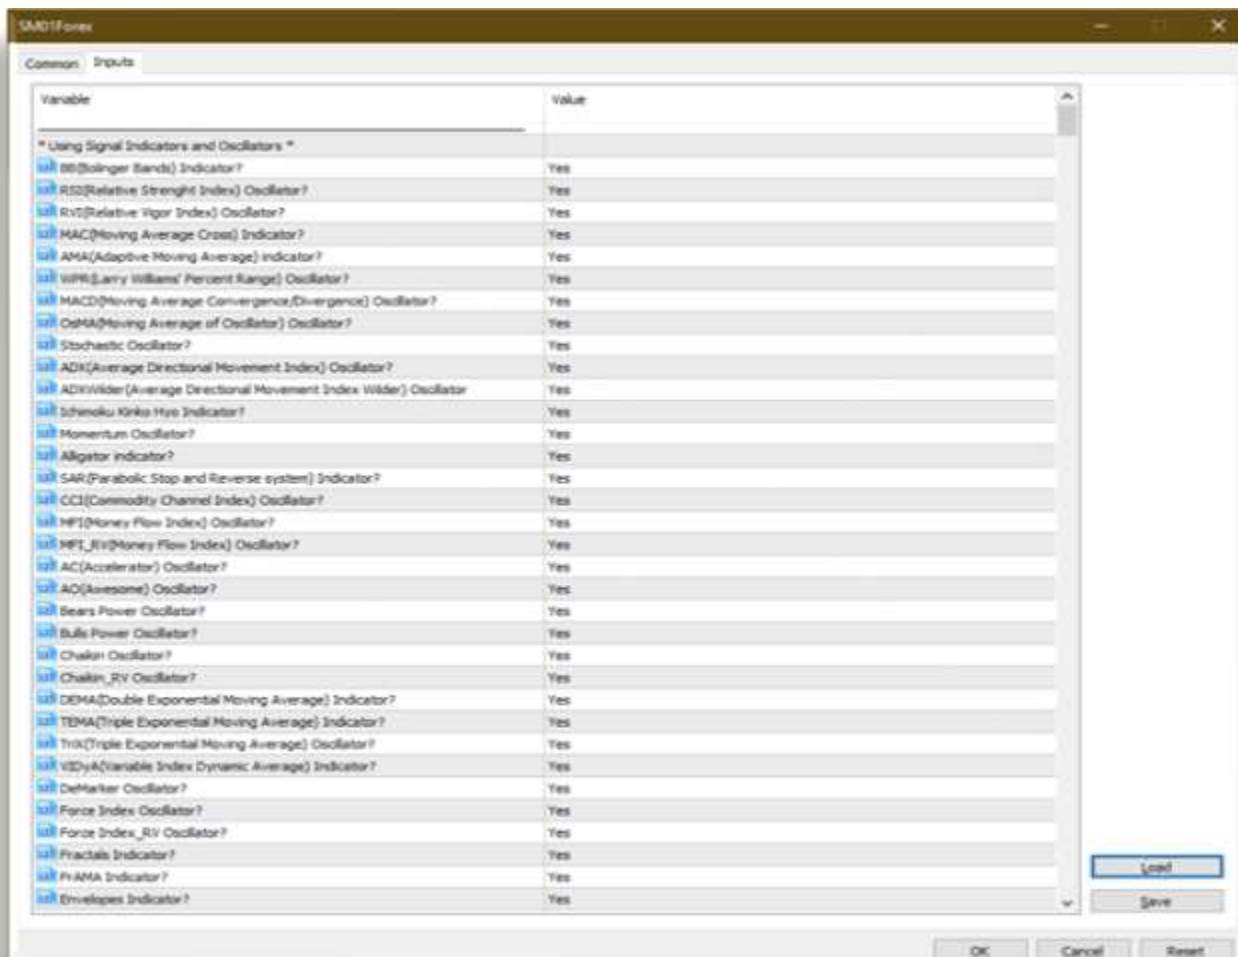 SM01Forex
Common Inputs
Variable Value
* Using Signal Indicators and Oscillators *
BB(Bolinger Bands) Indicator? Yes
RSI(Relative Strenght Index) Oscillator? Yes
RVI(Relative Vigor Index) Oscillator? Yes
MAC(Moving Average Cross) Indicator? Yes
AMA(Adaptive Moving Average) indicator? Yes
WPR(Larry Williams' Percent Range) Oscillator? Yes
MACD(Moving Average Convergence/Divergence) Oscillator? Yes
OsMA(Moving Average of Oscillator) Oscillator? Yes
Stochastic Oscillator? Yes
ADX(Average Directional Movement Index) Oscillator? Yes
ADXWilder(Average Directional Movement Index Wilder) Oscillator Yes
Ichimoku Kinko Hyo Indicator? Yes
Momentum Oscillator? Yes
Alligator indicator? Yes
SAR(Parabolic Stop and Reverse system) Indicator? Yes
CCI(Commodity Channel Index) Oscillator? Yes
MFI(Money Flow Index) Oscillator? Yes
MFI_RV(Money Flow Index) Oscillator? Yes
AC(Accelerator) Oscillator? Yes
AO(Awesome) Oscillator? Yes
Bears Power Oscillator? Yes
Bulls Power Oscillator? Yes
Chaikin Oscillator? Yes
Chaikin_RV Oscillator? Yes
DEMA(Double Exponential Moving Average) Indicator? Yes
TEMA(Triple Exponential Moving Average) Indicator? Yes
TriX(Triple Exponential Moving Average) Oscillator? Yes
VIDyA(Variable Index Dynamic Average) Indicator? Yes
DeMarker Oscillator? Yes
Force Index Oscillator? Yes
Force Index_RV Oscillator? Yes
Fractals Indicator? Yes
FrAMA Indicator? Yes
Envelopes Indicator? Yes
Load
Save
OK Cancel Reset